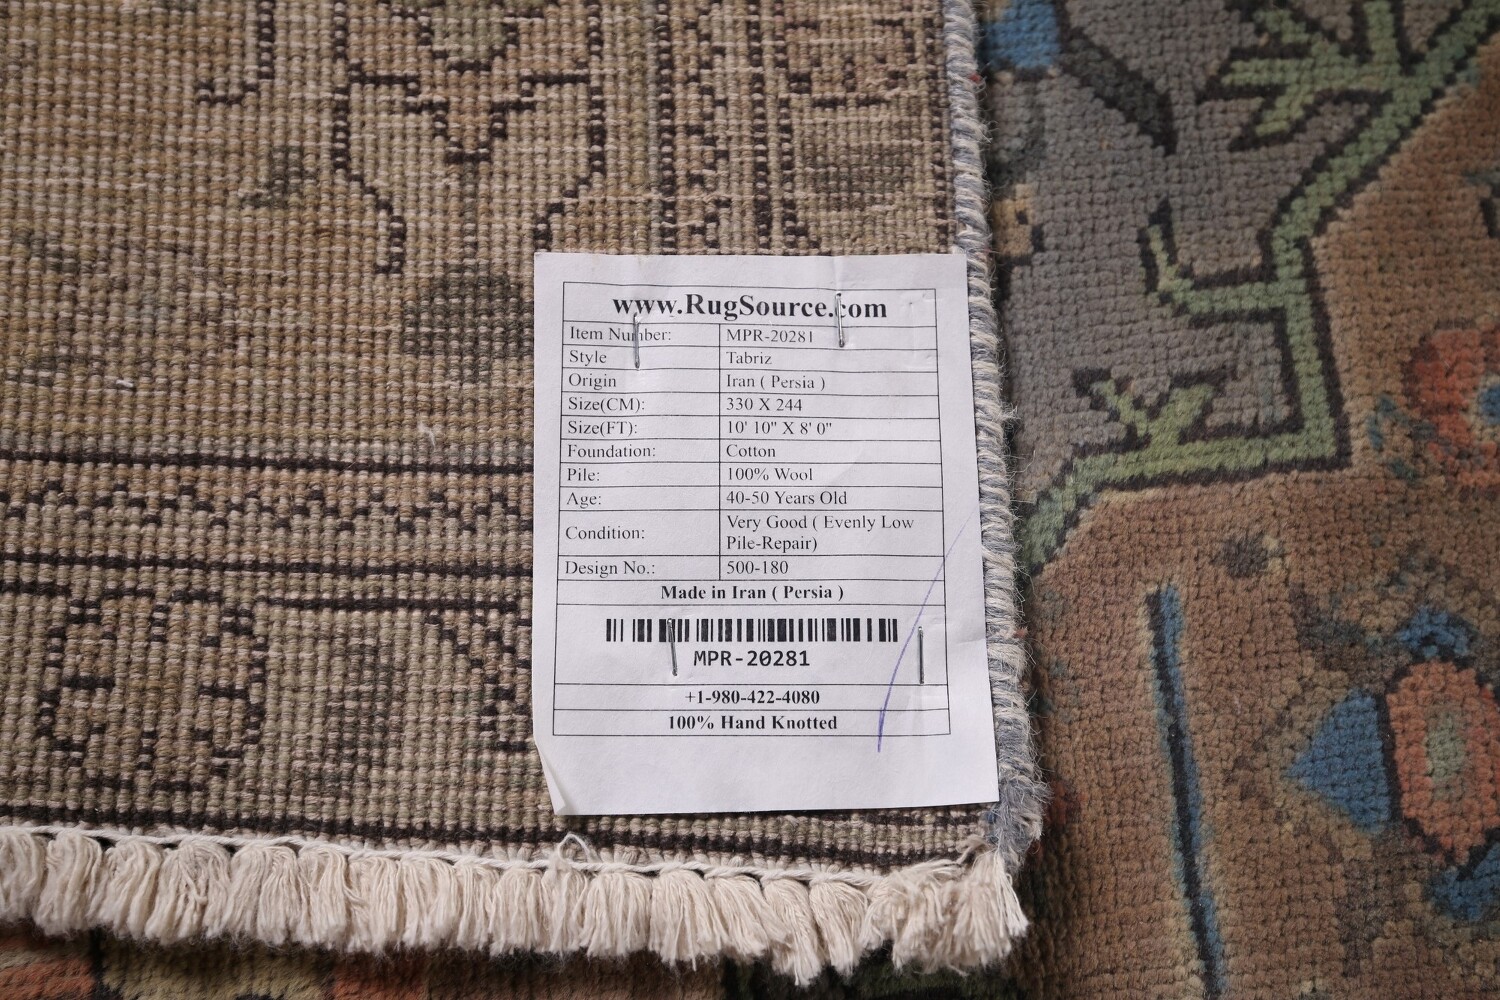 www.RugSource.com
Item Number: MPR-20281
Style Tabriz
Origin Iran ( Persia )
Size(CM): 330 X 244
Size(FT): 10' 10" X 8' 0"
Foundation: Cotton
Pile: 100% Wool
Age: 40-50 Years Old
Condition: Very Good ( Evenly Low
Pile-Repair)
Design No.: 500-180
Made in Iran ( Persia )
MPR-20281
+1-980-422-4080
100% Hand Knotted